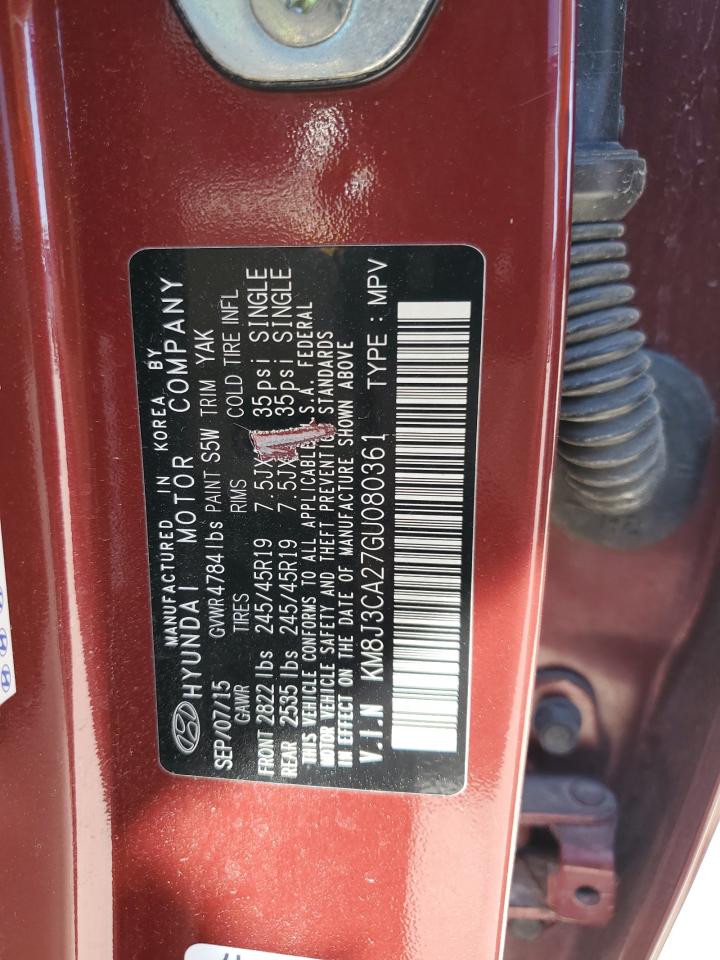 MANUFACTURED IN KOREA BY
HYUNDAI MOTOR COMPANY
SEP/07/15 GVWR 4784 lbs PAINT S5W TRIM YAK
GAWR TIRES RIMS COLD TIRE INFL
FRONT 2822 lbs 245/45R19 7.5JX 35psi SINGLE
REAR 2535 lbs 245/45R19 7.5JX 35psi SINGLE
THIS VEHICLE CONFORMS TO ALL APPLICABLE U.S.A. FEDERAL
MOTOR VEHICLE SAFETY AND THEFT PREVENTION STANDARDS
IN EFFECT ON THE DATE OF MANUFACTURE SHOWN ABOVE
V.I.N KM8J3CA27GU080361 TYPE : MPV